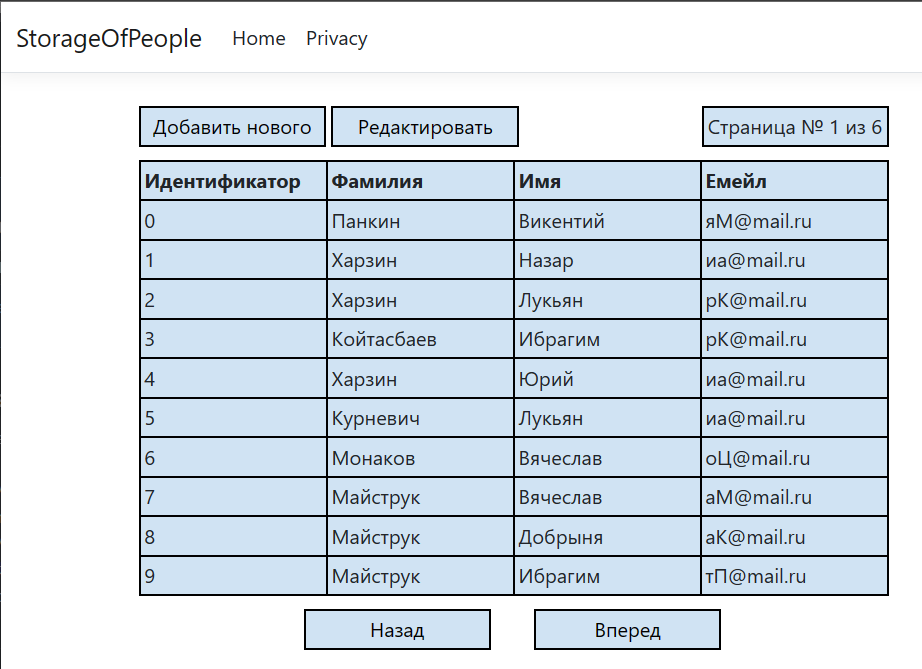 StorageOfPeople Home Privacy
Добавить нового Редактировать Страница № 1 из 6
Идентификатор Фамилия Имя Емейл
0 Панкин Викентий яМ@mail.ru
1 Харзин Назар иа@mail.ru
2 Харзин Лукьян рК@mail.ru
3 Койтасбаев Ибрагим рК@mail.ru
4 Харзин Юрий иа@mail.ru
5 Курневич Лукьян иа@mail.ru
6 Монаков Вячеслав оЦ@mail.ru
7 Майструк Вячеслав аМ@mail.ru
8 Майструк Добрыня аК@mail.ru
9 Майструк Ибрагим тП@mail.ru
Назад Вперед